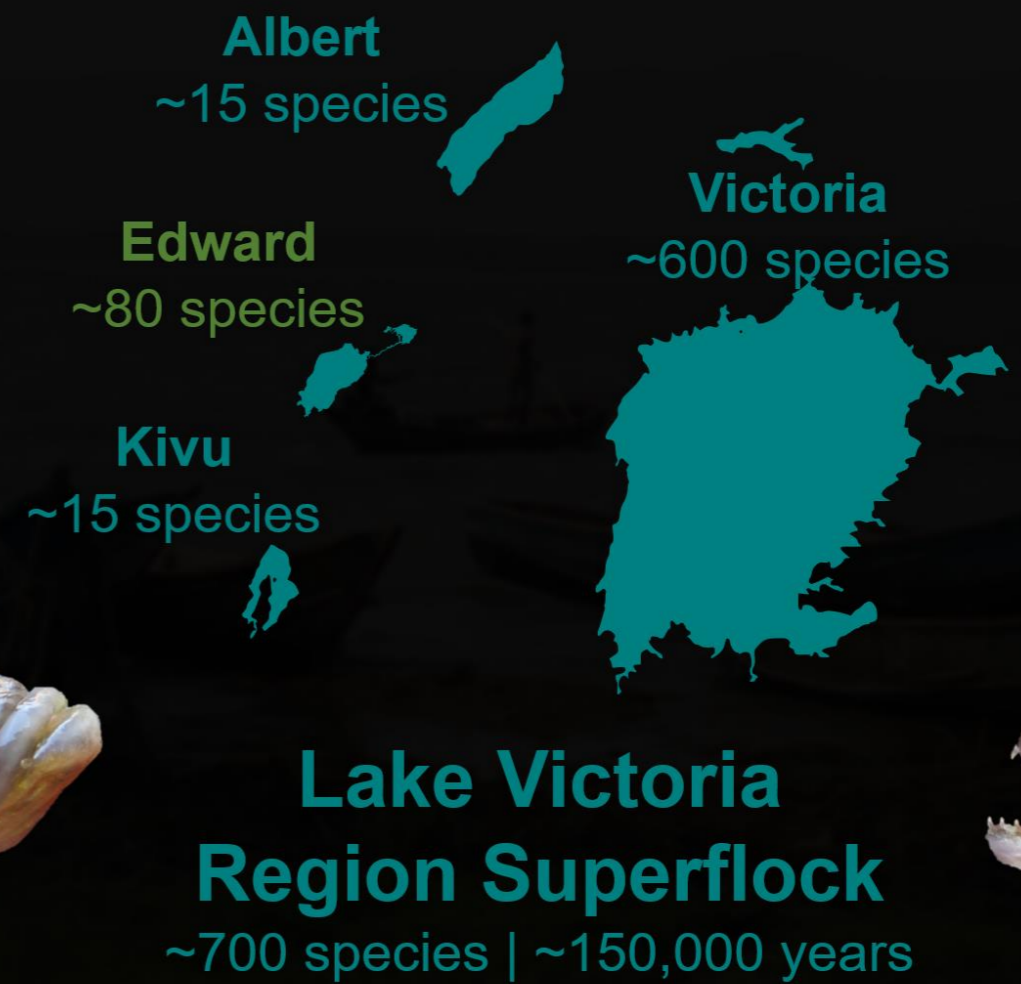 Albert
~15 species
Victoria
~600 species
Edward
~80 species
Kivu
~15 species
Lake Victoria
Region Superflock
~700 species | ~150,000 years